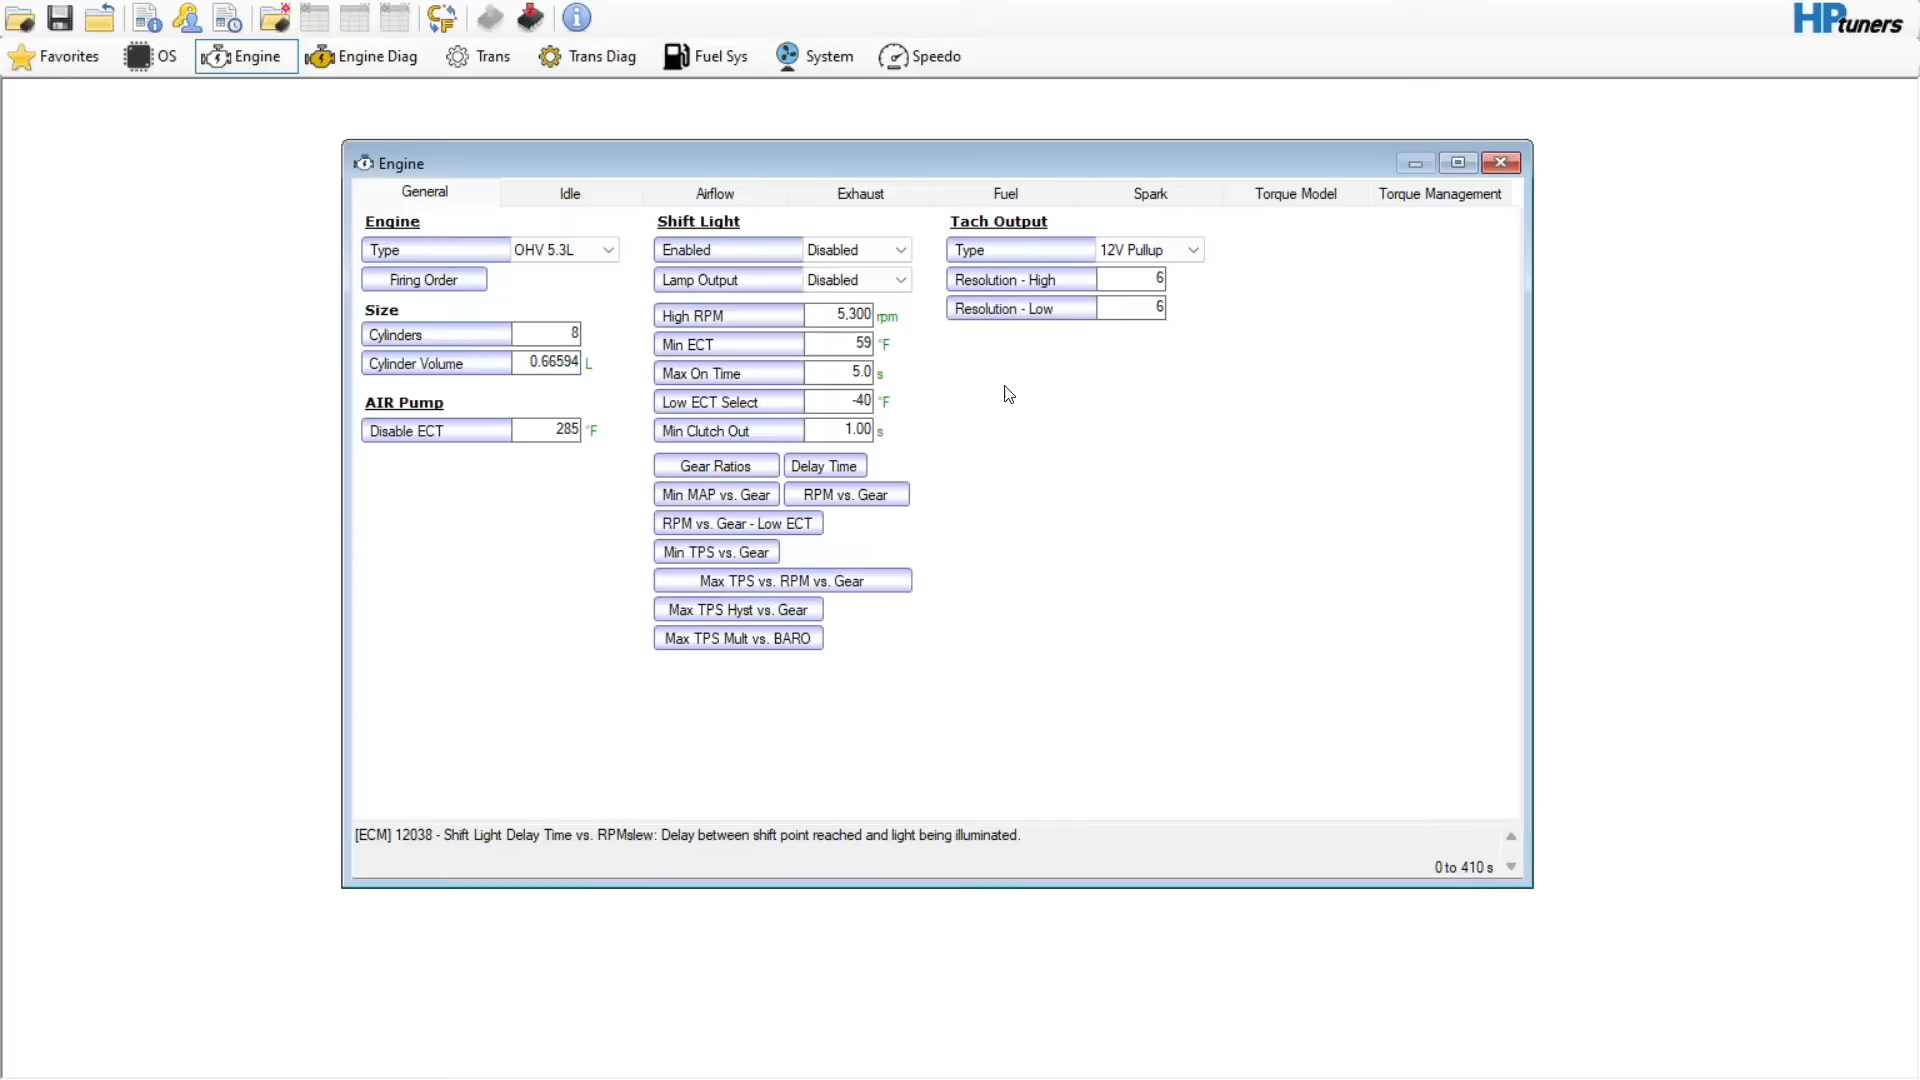 HPtuners
Favorites OS Engine Engine Diag Trans Trans Diag Fuel Sys System Speedo
Engine
General Idle Airflow Exhaust Fuel Spark Torque Model Torque Management
Engine
Type OHV 5.3L
Firing Order
Size
Cylinders 8
Cylinder Volume 0.66594 L
AIR Pump
Disable ECT 285 °F
Shift Light
Enabled Disabled
Lamp Output Disabled
High RPM 5,300 rpm
Min ECT 59 °F
Max On Time 5.0 s
Low ECT Select -40 °F
Min Clutch Out 1.00 s
Gear Ratios Delay Time
Min MAP vs. Gear RPM vs. Gear
RPM vs. Gear - Low ECT
Min TPS vs. Gear
Max TPS vs. RPM vs. Gear
Max TPS Hyst vs. Gear
Max TPS Mult vs. BARO
Tach Output
Type 12V Pullup
Resolution - High 6
Resolution - Low 6
[ECM] 12038 - Shift Light Delay Time vs. RPMslew: Delay between shift point reached and light being illuminated.
0 to 410 s